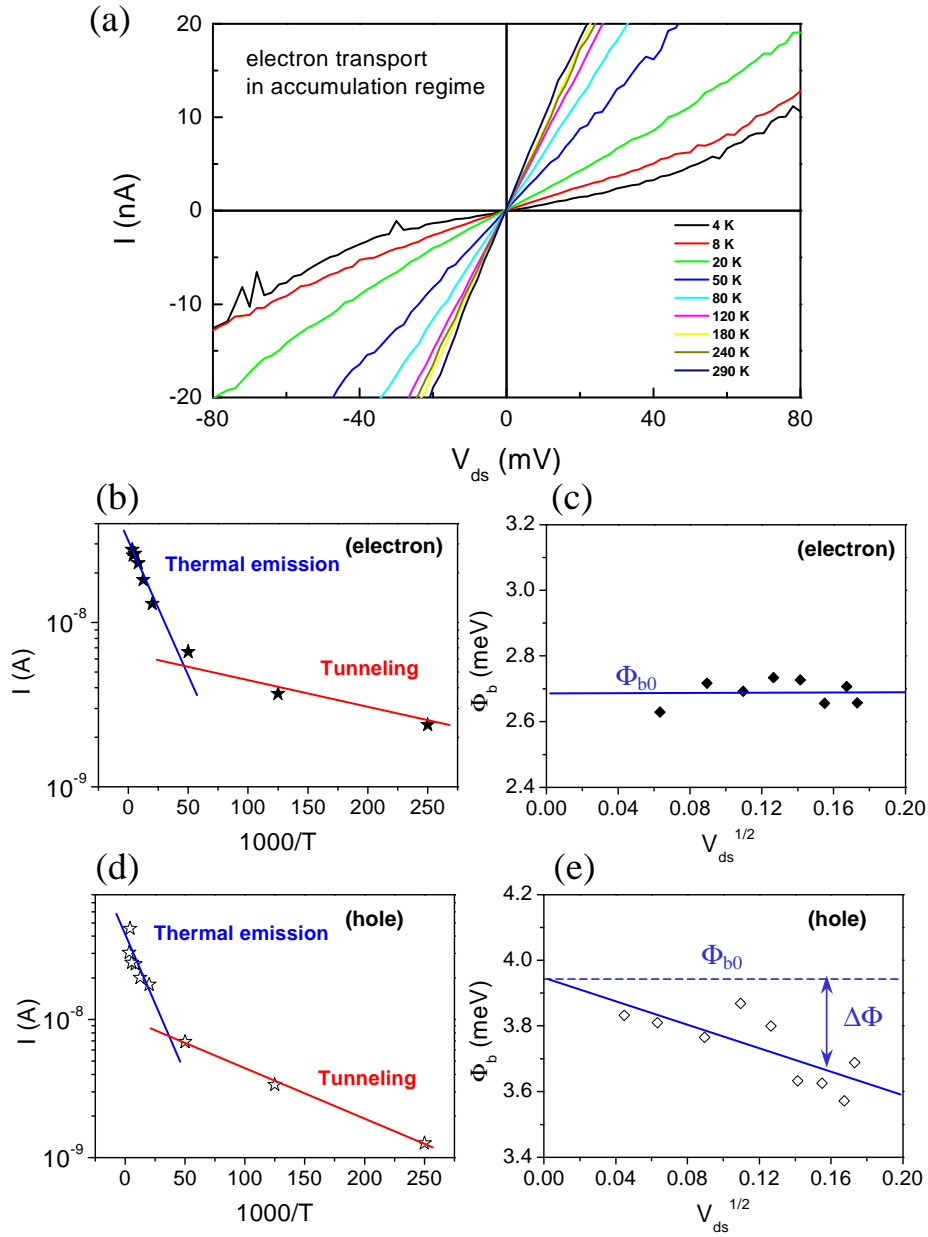 (a)
electron transport
in accumulation regime
I (nA)
20
10
0
-10
-20
4 K
8 K
20 K
50 K
80 K
120 K
180 K
240 K
290 K
-80 -40 0 40 80
V_ds (mV)
(b)
(electron)
Thermal emission
Tunneling
I (A)
10^-8
10^-9
0 50 100 150 200 250
1000/T
(c)
(electron)
Φ_b (meV)
3.2
3.0
2.8
2.6
2.4
Φ_b0
0.00 0.04 0.08 0.12 0.16 0.20
V_ds^1/2
(d)
(hole)
Thermal emission
Tunneling
I (A)
10^-8
10^-9
0 50 100 150 200 250
1000/T
(e)
(hole)
Φ_b (meV)
4.2
4.0
3.8
3.6
3.4
Φ_b0
ΔΦ
0.00 0.04 0.08 0.12 0.16 0.20
V_ds^1/2